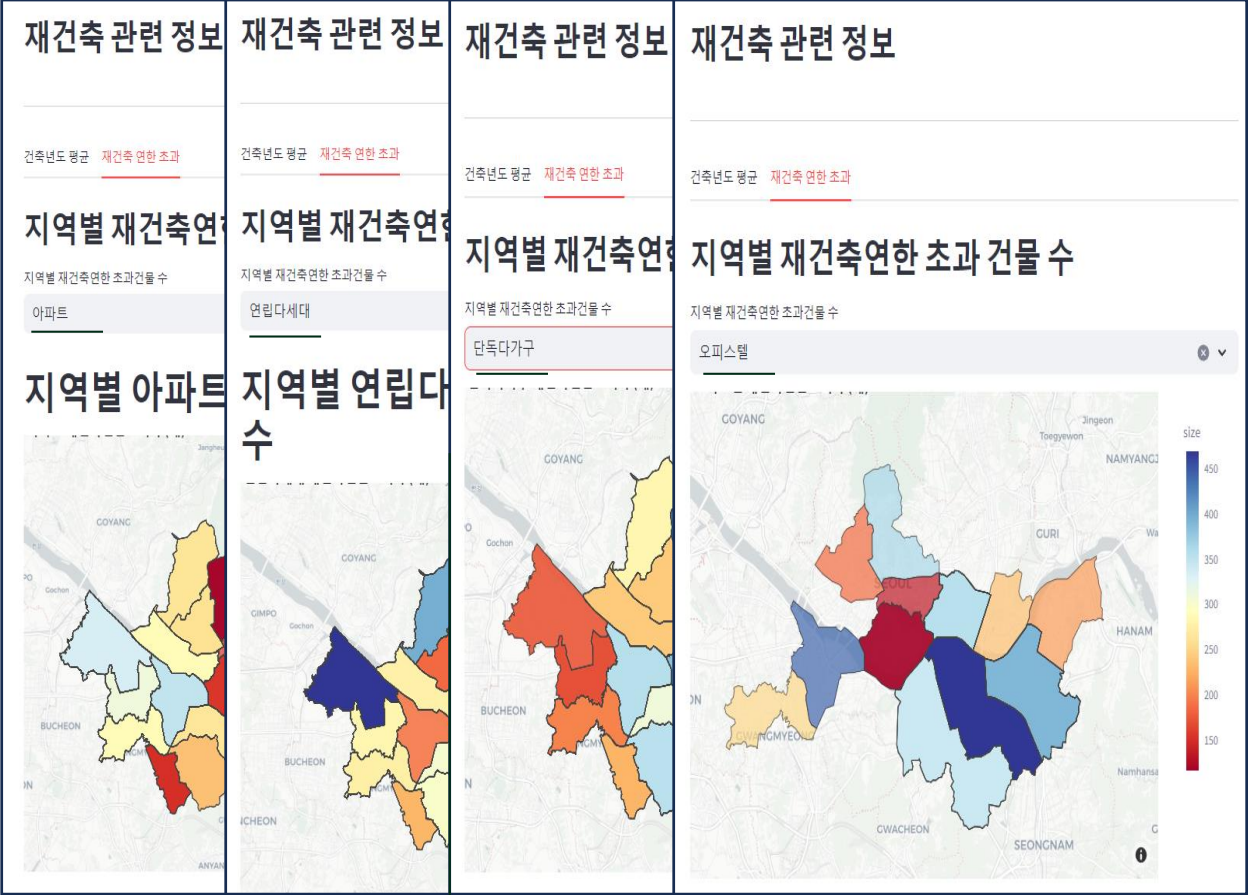 재건축 관련 정보
건축년도 평균 재건축 연한 초과
지역별 재건축연
지역별 재건축연한 초과건물 수
아파트
지역별 아파트
Jangheu
GOYANG
Gochon
BUCHEON
ANYAN
재건축 관련 정보
건축년도 평균 재건축 연한 초과
지역별 재건축연
지역별 재건축연한 초과건물 수
연립다세대
지역별 연립다
수
GOYANG
GIMPO
Gochon
BUCHEON
NCHEON
재건축 관련 정보
건축년도 평균 재건축 연한 초과
지역별 재건축연
지역별 재건축연한 초과건물 수
단독다가구
GOYANG
Gochon
BUCHEON
재건축 관련 정보
건축년도 평균 재건축 연한 초과
지역별 재건축연한 초과 건물 수
지역별 재건축연한 초과건물 수
오피스텔
GOYANG
Jingeon
Toegyewon
NAMYANGJ
GURI
Wa
SEOUL
HANAM
GWANGMYEONG
Namhansa
GWACHEON
SEONGNAM
size
450
400
350
300
250
200
150